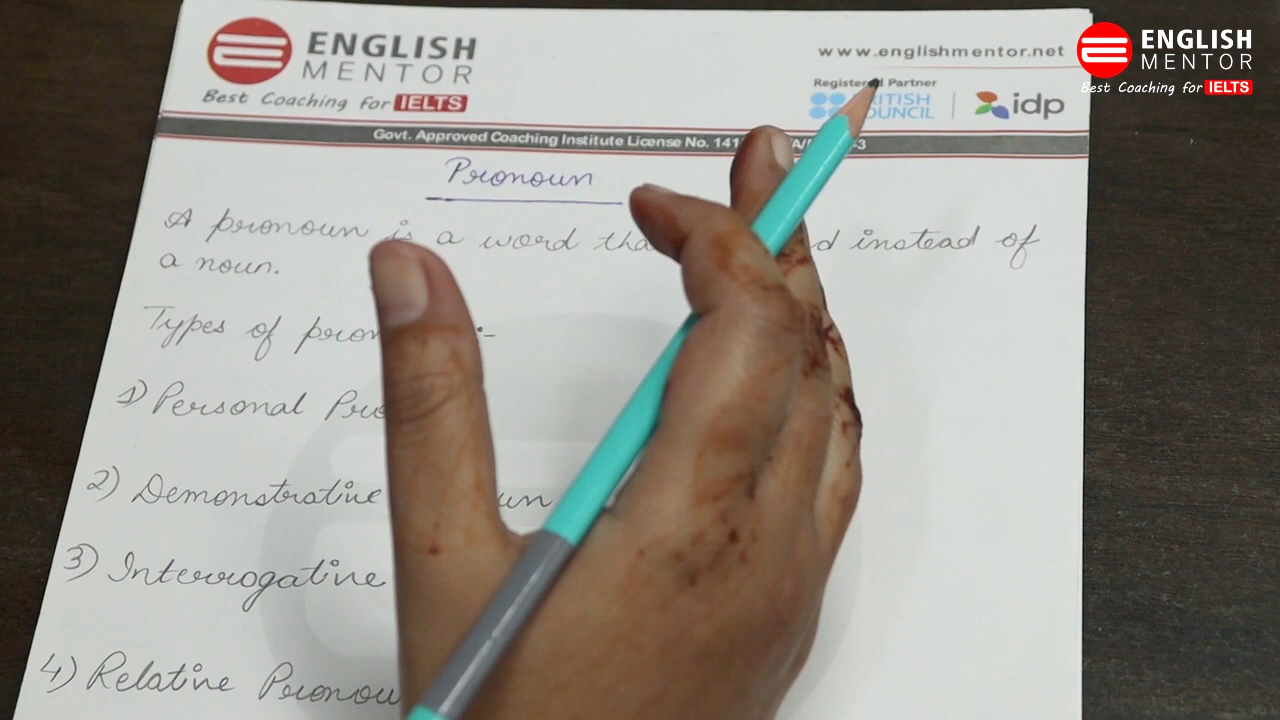 ENGLISH
MENTOR
Best Coaching for IELTS
www.englishmentor.net
Registered Partner
BRITISH
COUNCIL
idp
Govt. Approved Coaching Institute License No. 141
ENGLISH
MENTOR
Best Coaching for IELTS
Pronoun
A pronoun is a word instead of
a noun.
Types of :-
1) Personal
2) Demonstrative
3) Interrogative
4) Relative